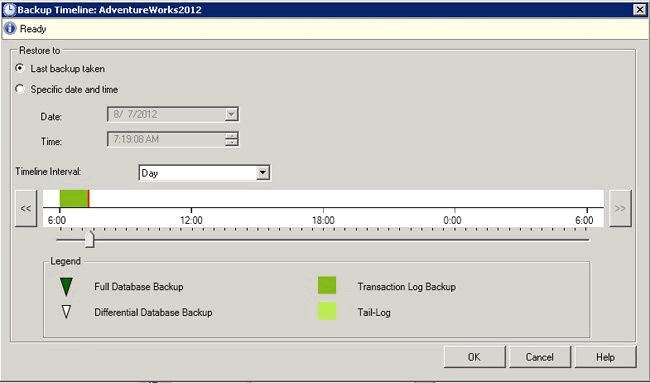 Backup Timeline: AdventureWorks2012
Ready
Restore to
Last backup taken
Specific date and time
Date: 8/ 7/2012
Time: 7:19:08 AM
Timeline Interval: Day
<< >>
6:00 12:00 18:00 0:00 6:00
Legend
Full Database Backup Transaction Log Backup
Differential Database Backup Tail-Log
OK Cancel Help